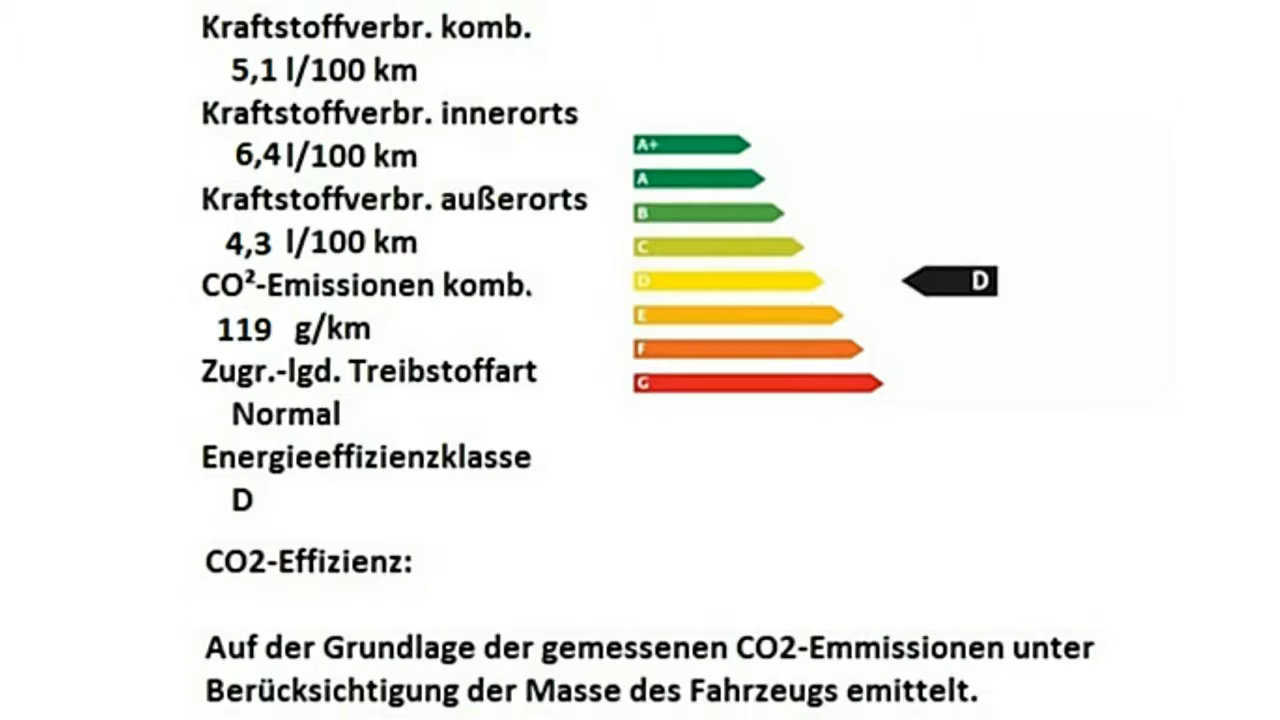 Kraftstoffverbr. komb.
5,1 l/100 km
Kraftstoffverbr. innerorts
6,4 l/100 km
Kraftstoffverbr. außerorts
4,3 l/100 km
CO²-Emissionen komb.
119 g/km
Zugr.-lgd. Treibstoffart
Normal
Energieeffizienzklasse
D
A+
A
B
C
D
D
E
F
G
CO2-Effizienz:
Auf der Grundlage der gemessenen CO2-Emmissionen unter
Berücksichtigung der Masse des Fahrzeugs emittelt.